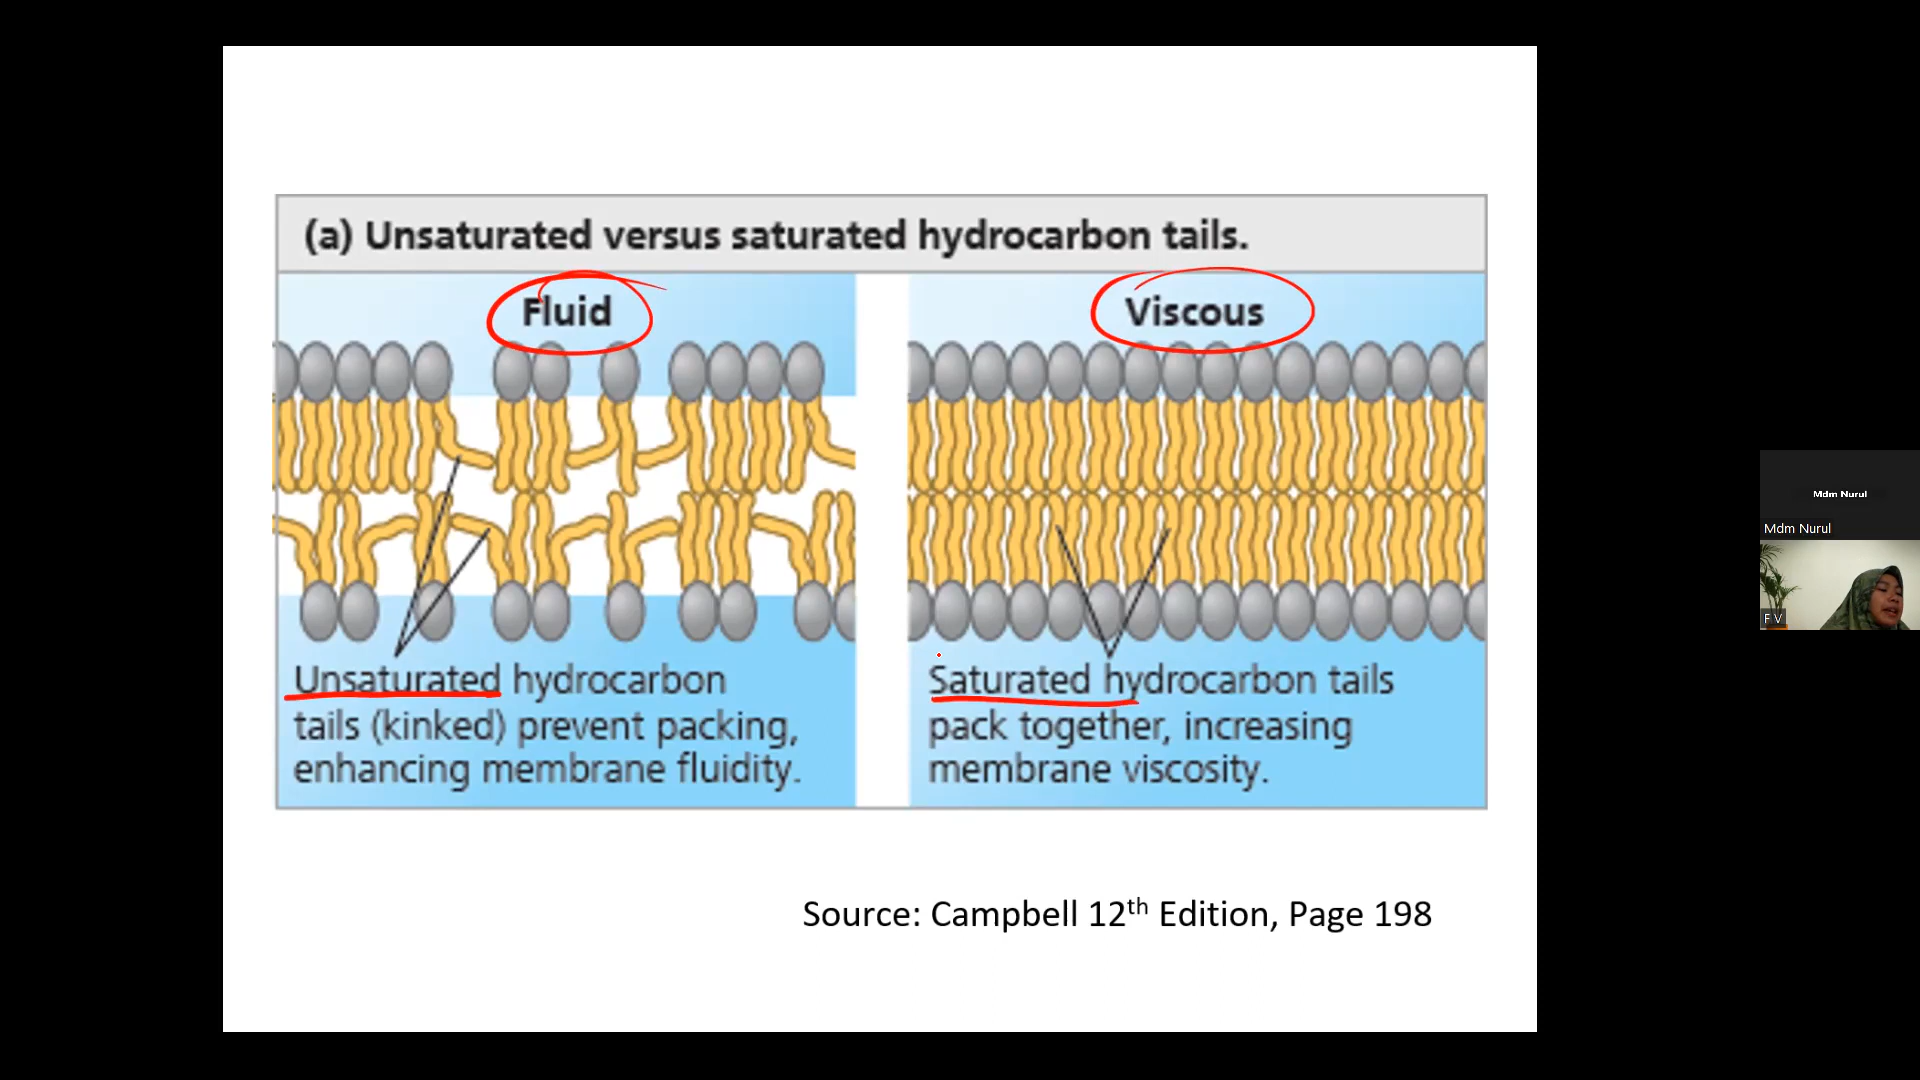 (a) Unsaturated versus saturated hydrocarbon tails.
Fluid
Viscous
Unsaturated hydrocarbon
tails (kinked) prevent packing,
enhancing membrane fluidity.
Saturated hydrocarbon tails
pack together, increasing
membrane viscosity.
Source: Campbell 12th Edition, Page 198
Mdm Nurul
Mdm Nurul
F V